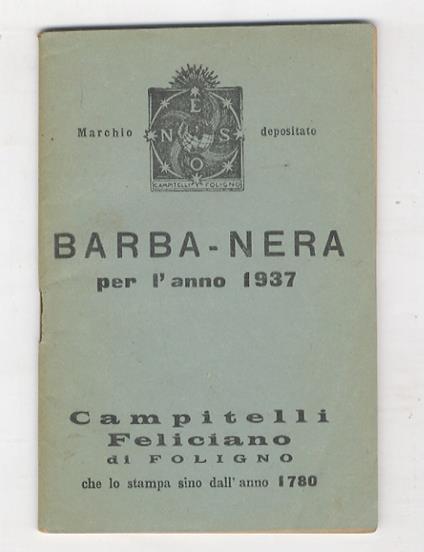 E
Marchio N S depositato
O
CAMPITELLI F. FOLIGNO
BARBA-NERA
per l'anno 1937
Campitelli
Feliciano
di FOLIGNO
che lo stampa sino dall'anno 1780